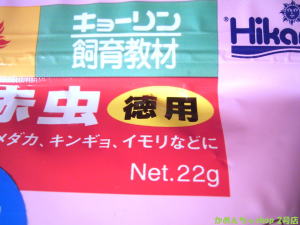 キョーリン
飼育教材
Hikari
赤虫 徳用
メダカ、キンギョ、イモリなどに
Net.22g